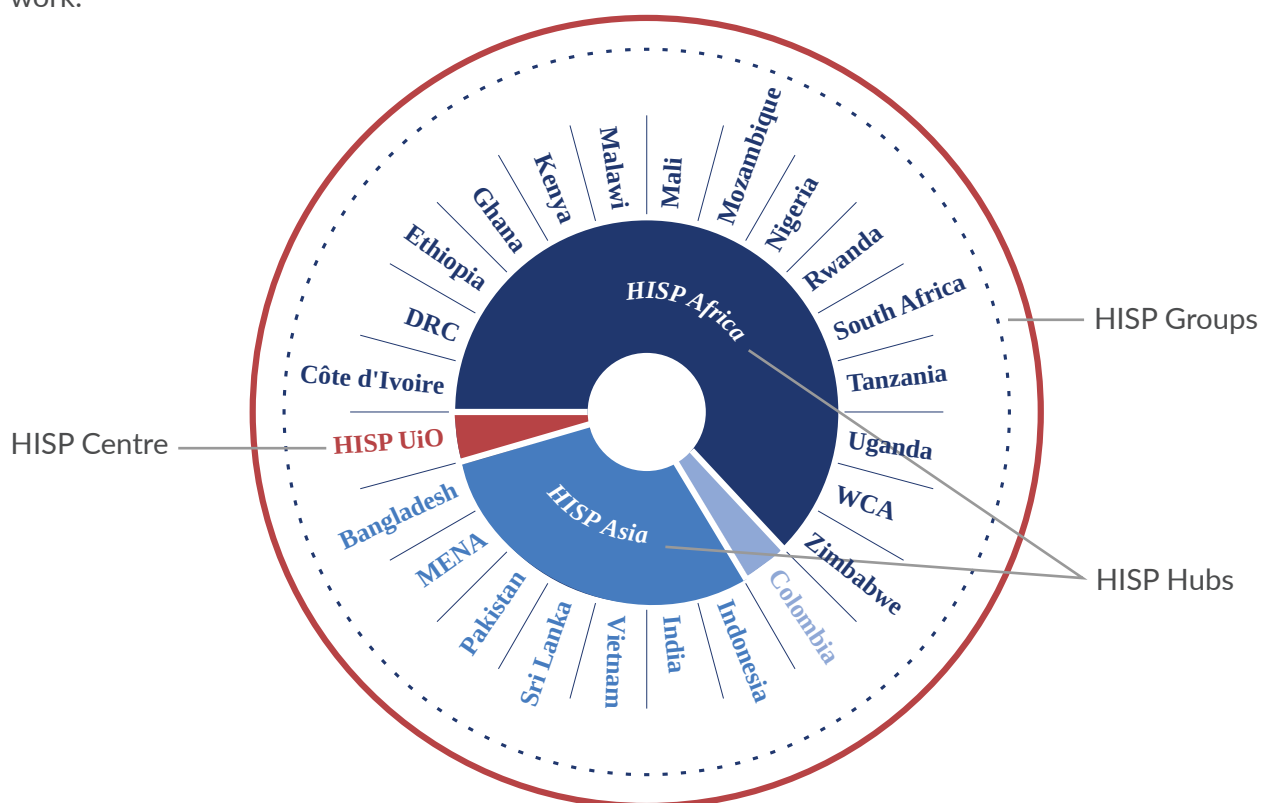 work.
Mozambique
Mali
Malawi
Kenya
Nigeria
Ghana
Rwanda
Ethiopia
South Africa
HISP Africa
DRC
HISP Groups
Tanzania
Côte d'Ivoire
HISP Centre
HISP UiO
Uganda
WCA
Bangladesh
HISP Asia
MENA
Zimbabwe
HISP Hubs
Pakistan
Colombia
Sri Lanka
Vietnam
India
Indonesia